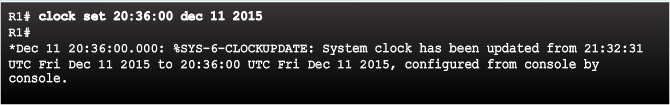 R1# clock set 20:36:00 dec 11 2015
R1#
*Dec 11 20:36:00.000: %SYS-6-CLOCKUPDATE: System clock has been updated from 21:32:31
UTC Fri Dec 11 2015 to 20:36:00 UTC Fri Dec 11 2015, configured from console by
console.